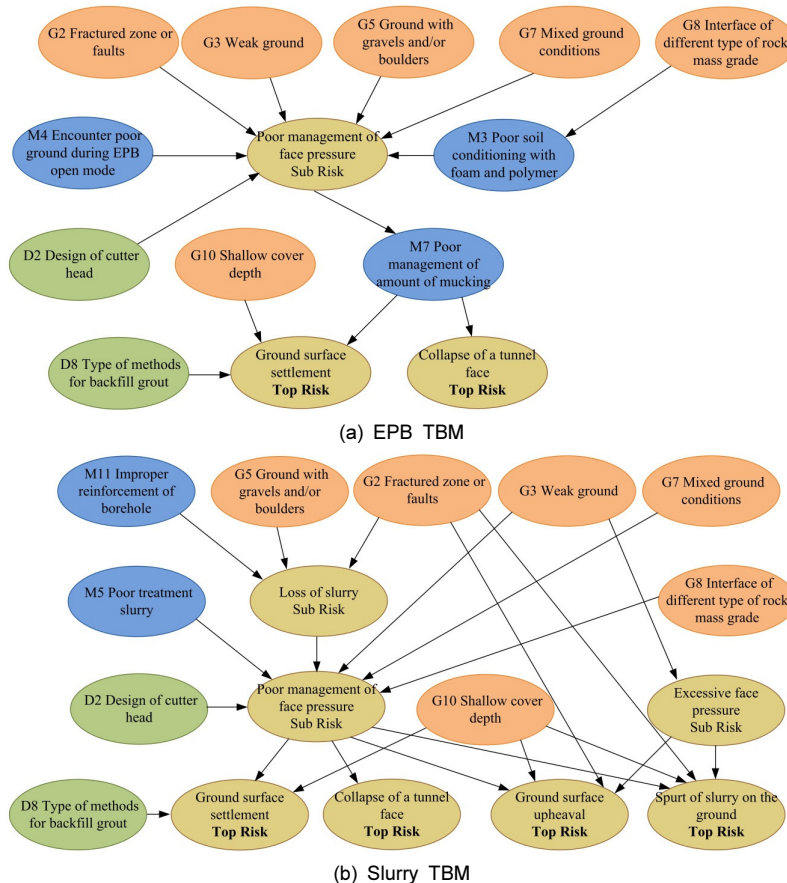 G2 Fractured zone or
faults
G3 Weak ground
G5 Ground with
gravels and/or
boulders
G7 Mixed ground
conditions
G8 Interface of
different type of rock
mass grade
M4 Encounter poor
ground during EPB
open mode
Poor management of
face pressure
Sub Risk
M3 Poor soil
conditioning with
foam and polymer
D2 Design of cutter
head
G10 Shallow cover
depth
M7 Poor
management of
amount of mucking
D8 Type of methods
for backfill grout
Ground surface
settlement
Top Risk
Collapse of a tunnel
face
Top Risk
(a) EPB TBM
M11 Improper
reinforcement of
borehole
G5 Ground with
gravels and/or
boulders
G2 Fractured zone or
faults
G3 Weak ground
G7 Mixed ground
conditions
M5 Poor treatment
slurry
Loss of slurry
Sub Risk
G8 Interface of
different type of rock
mass grade
D2 Design of cutter
head
Poor management of
face pressure
Sub Risk
G10 Shallow cover
depth
Excessive face
pressure
Sub Risk
D8 Type of methods
for backfill grout
Ground surface
settlement
Top Risk
Collapse of a tunnel
face
Top Risk
Ground surface
upheaval
Top Risk
Spurt of slurry on the
ground
Top Risk
(b) Slurry TBM